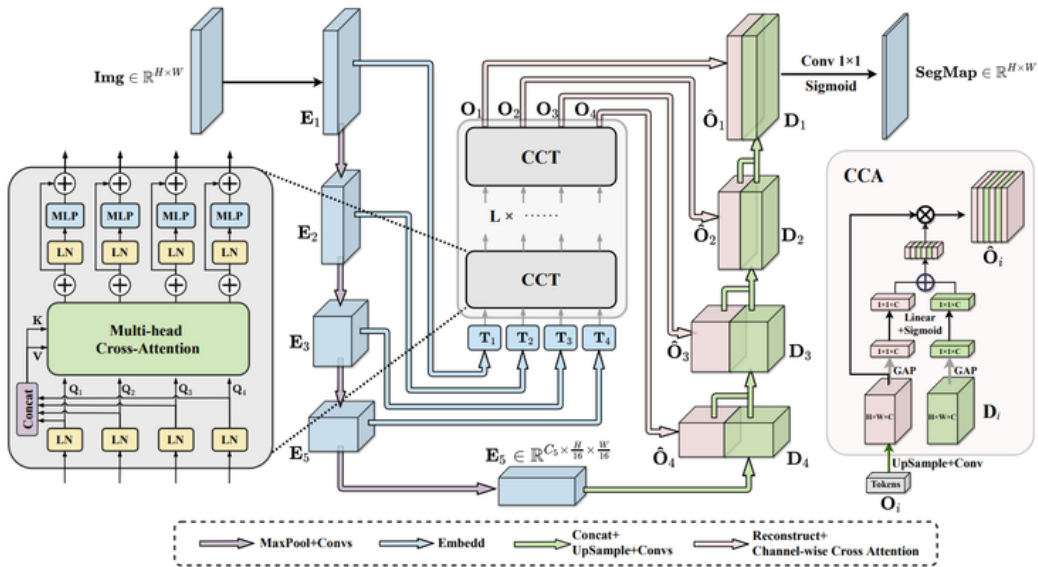 Img ∈ ℝ^{H×W}
E₁
E₂
E₃
E₅
E₅ ∈ ℝ^{C₅×H/16×W/16}
O₁ O₂ O₃ O₄
CCT
L × ······
CCT
T₁ T₂ T₃ T₄
Ô₁ D₁
Ô₂ D₂
Ô₃ D₃
Ô₄ D₄
Conv 1×1
Sigmoid
SegMap ∈ ℝ^{H×W}
MLP MLP MLP MLP
LN LN LN LN
K
V
Multi-head
Cross-Attention
Concat
Q₁ Q₂ Q₃ Q₄
LN LN LN LN
CCA
Ôᵢ
1×1×C 1×1×C
Linear
+Sigmoid
1×1×C 1×1×C
GAP GAP
H×W×C H×W×C
Dᵢ
UpSample+Conv
Tokens
Oᵢ
MaxPool+Convs
Embedd
Concat+
UpSample+Convs
Reconstruct+
Channel-wise Cross Attention